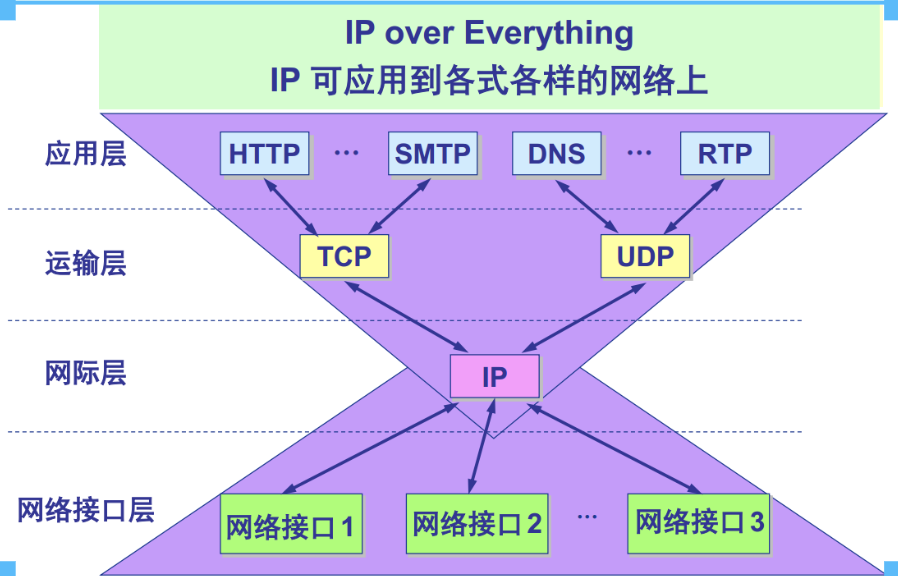 IP over Everything
IP 可应用到各式各样的网络上
应用层
HTTP … SMTP DNS … RTP
运输层
TCP UDP
网际层
IP
网络接口层
网络接口 1 网络接口 2 … 网络接口 3